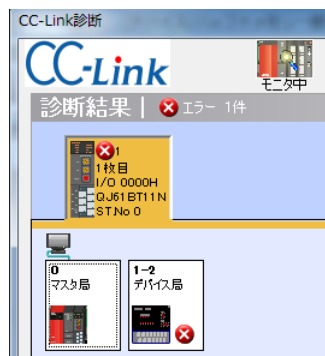 CC-Link診断
CC-Link
モニタ中
診断結果 | エラー 1件
1
1枚目
I/O 0000H
QJ61BT11N
ST.No 0
0
マスタ局
1-2
デバイス局